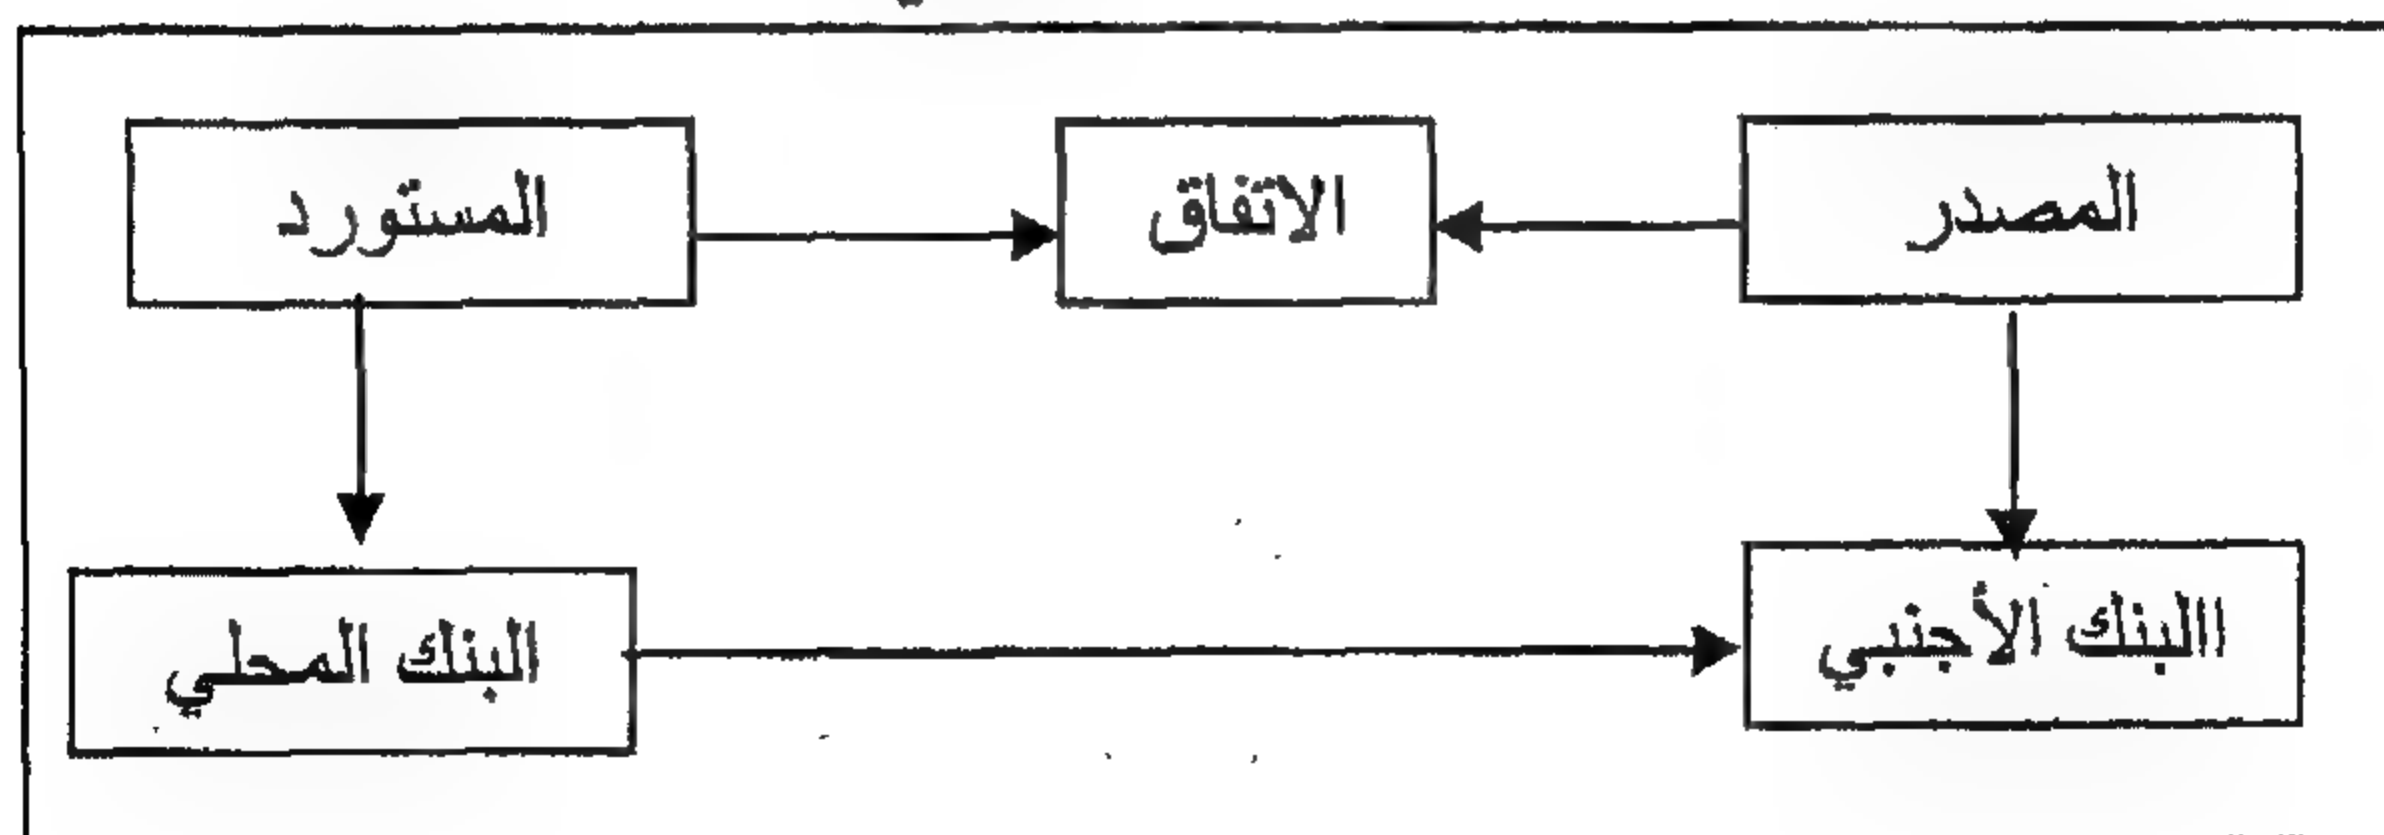 المصدر
الاتفاق
المستورد
االبنك الأجنبي
البنك المحلي